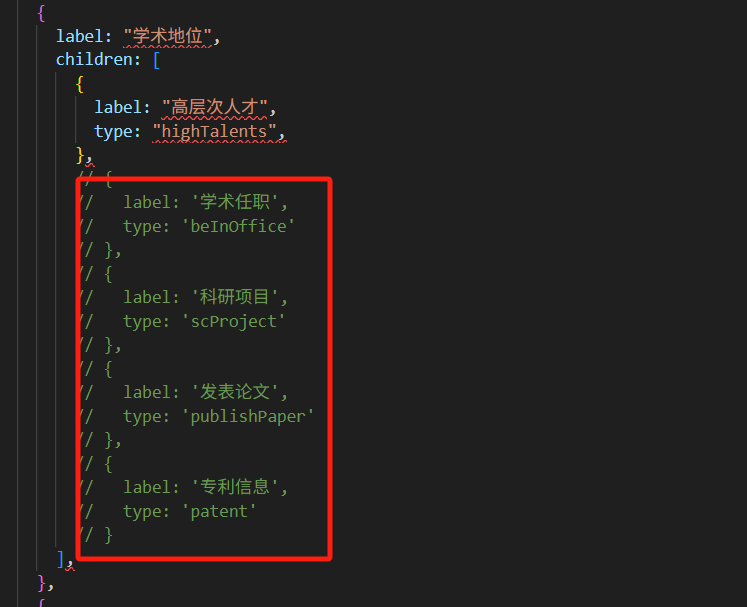 {
label: "学术地位",
children: [
{
label: "高层次人才",
type: "highTalents",
},
// {
//   label: '学术任职',
//   type: 'beInOffice'
// },
// {
//   label: '科研项目',
//   type: 'scProject'
// },
// {
//   label: '发表论文',
//   type: 'publishPaper'
// },
// {
//   label: '专利信息',
//   type: 'patent'
// }
],
},
{